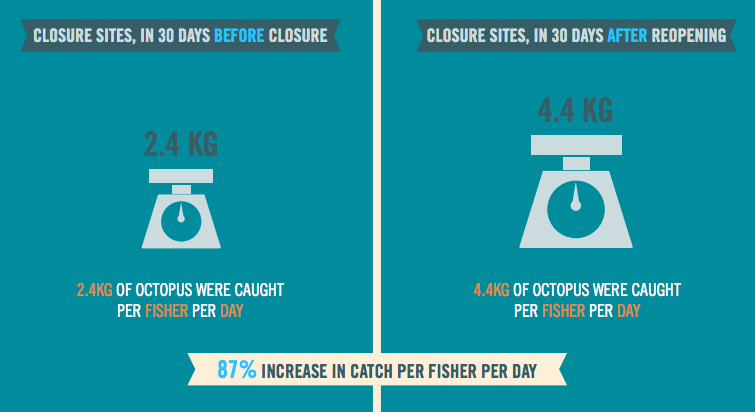 CLOSURE SITES, IN 30 DAYS BEFORE CLOSURE
2.4 KG
2.4KG OF OCTOPUS WERE CAUGHT
PER FISHER PER DAY
CLOSURE SITES, IN 30 DAYS AFTER REOPENING
4.4 KG
4.4KG OF OCTOPUS WERE CAUGHT
PER FISHER PER DAY
87% INCREASE IN CATCH PER FISHER PER DAY